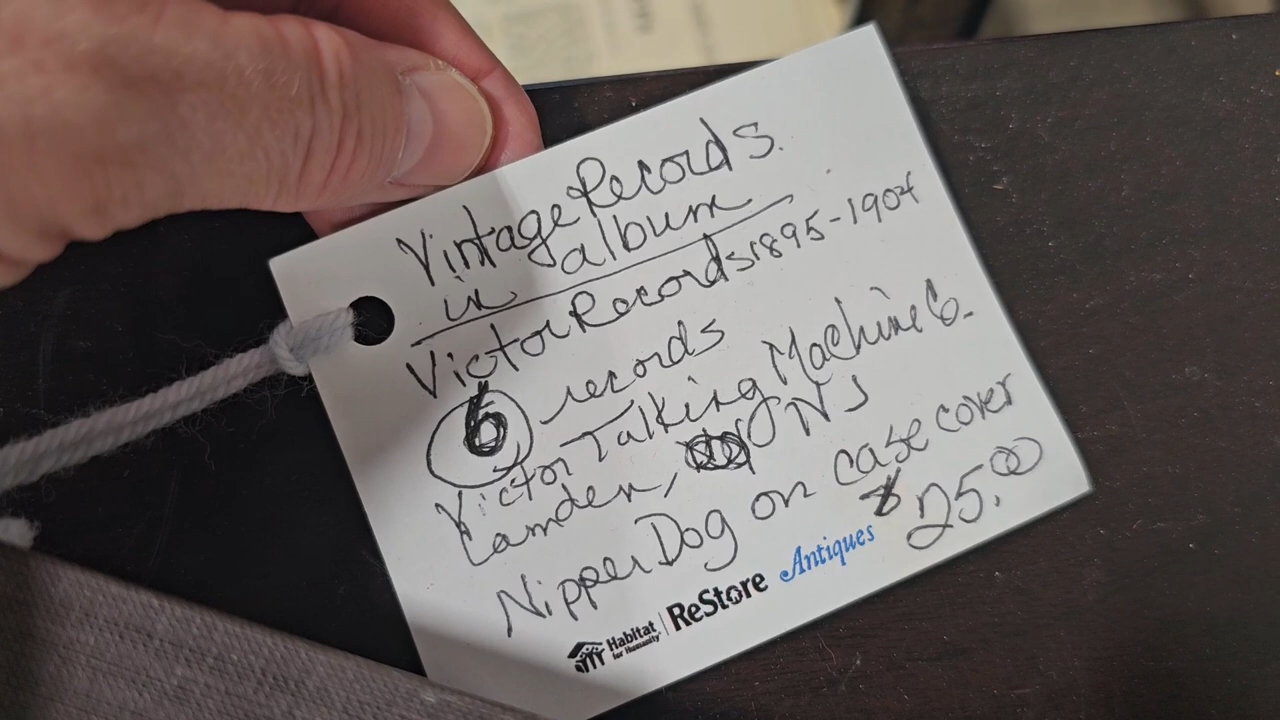 Vintage Records
in album
Victor Records 1895-1904
6 records
Victor Talking Machine Co.
Camden, NJ
Nipper Dog on case cover
$25.00
Habitat for Humanity | ReStore Antiques